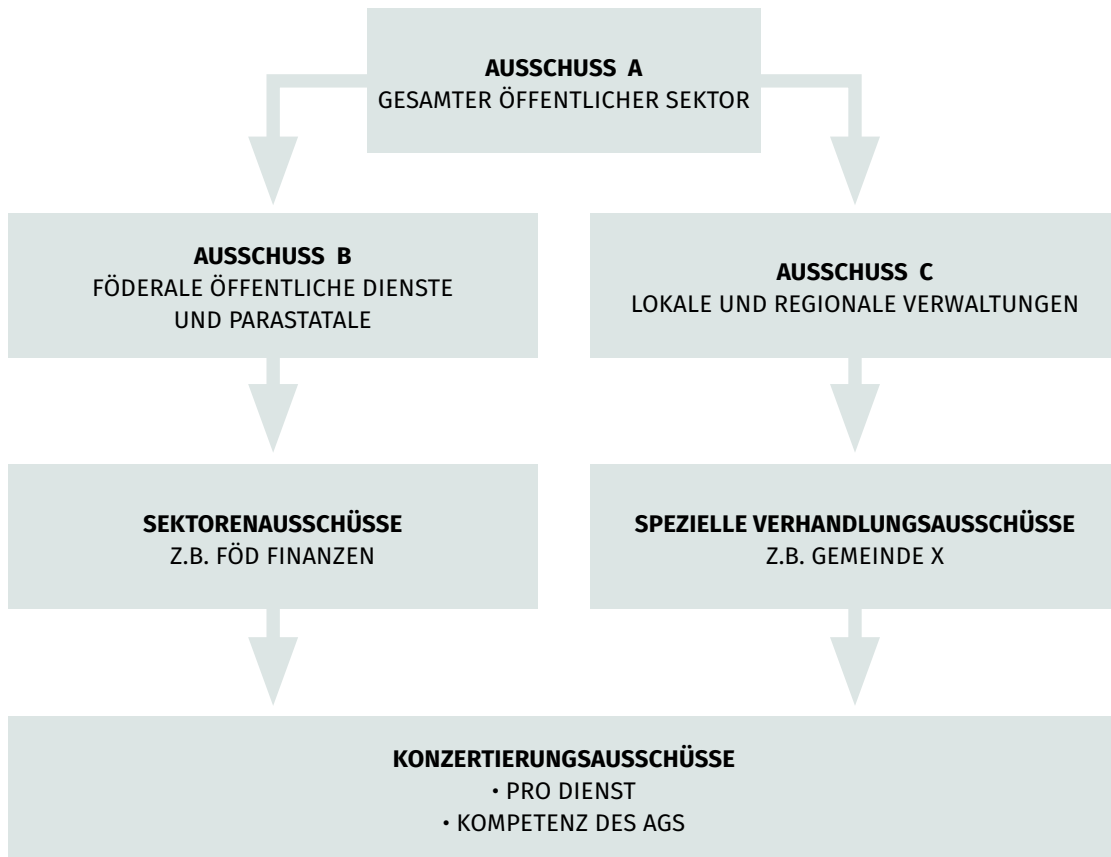 AUSSCHUSS A
GESAMTER ÖFFENTLICHER SEKTOR
AUSSCHUSS B
FÖDERALE ÖFFENTLICHE DIENSTE
UND PARASTATALE
AUSSCHUSS C
LOKALE UND REGIONALE VERWALTUNGEN
SEKTORENAUSSCHÜSSE
Z.B. FÖD FINANZEN
SPEZIELLE VERHANDLUNGSAUSSCHÜSSE
Z.B. GEMEINDE X
KONZERTIERUNGSAUSSCHÜSSE
• PRO DIENST
• KOMPETENZ DES AGS